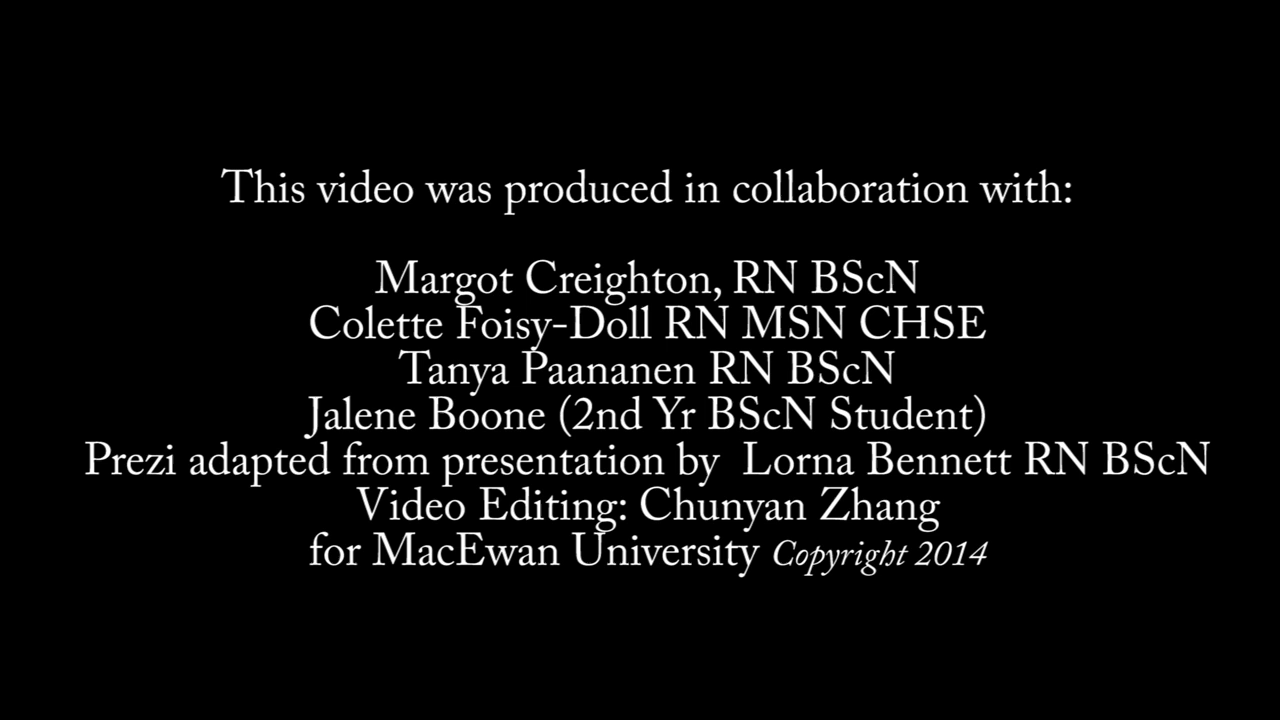 This video was produced in collaboration with:
Margot Creighton, RN BScN
Colette Foisy-Doll RN MSN CHSE
Tanya Paananen RN BScN
Jalene Boone (2nd Yr BScN Student)
Prezi adapted from presentation by  Lorna Bennett RN BScN
Video Editing: Chunyan Zhang
for MacEwan University Copyright 2014